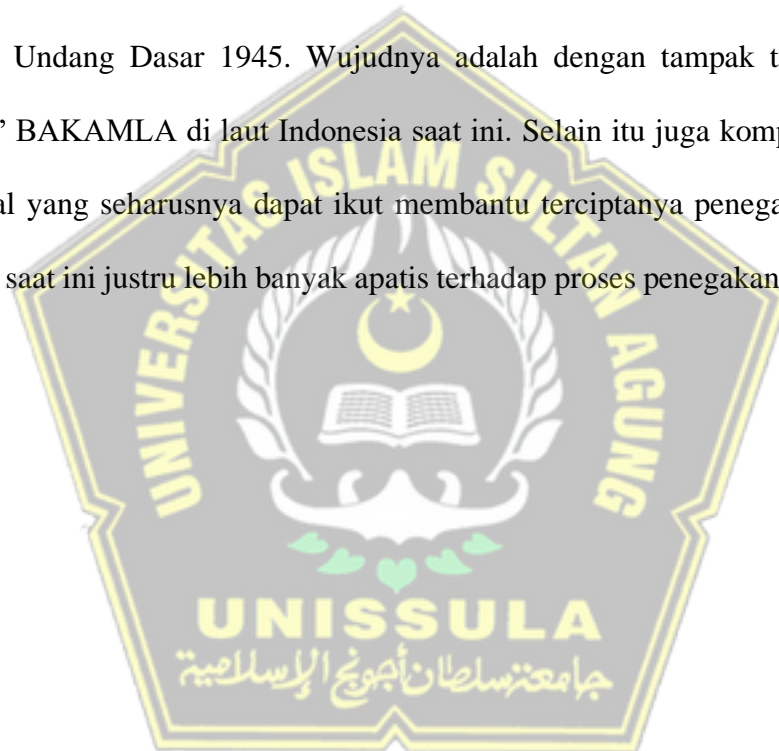 Undang Dasar 1945. Wujudnya adalah dengan tampak
” BAKAMLA di laut Indonesia saat ini. Selain itu juga
yang seharusnya dapat ikut membantu terciptanya
saat ini justru lebih banyak apatis terhadap proses penegakan
UNIVERSITAS ISLAM SULTAN AGUNG
UNISSULA
جامعة سلطان أجونج الإسلامية